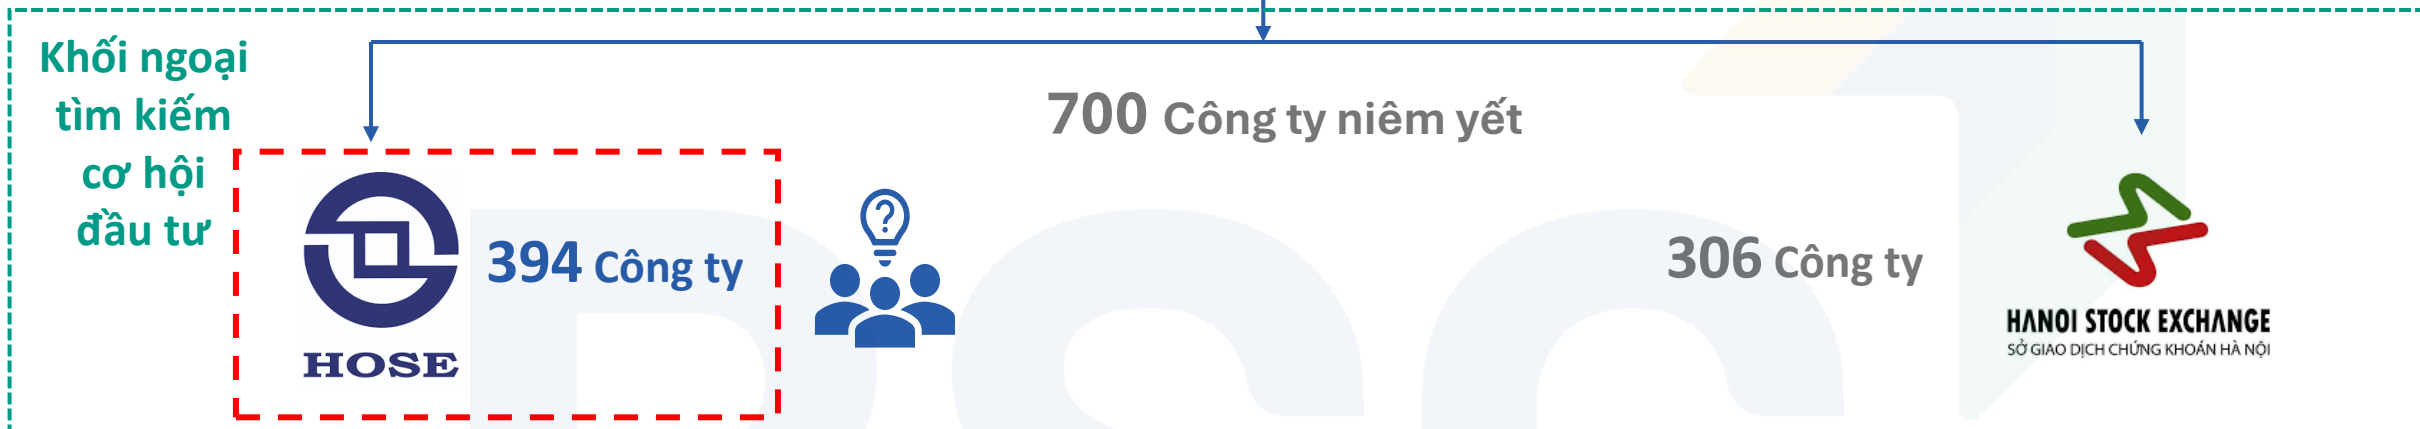 Khối ngoại
tìm kiếm
cơ hội
đầu tư
700 Công ty niêm yết
HOSE
394 Công ty
?
306 Công ty
HANOI STOCK EXCHANGE
SỞ GIAO DỊCH CHỨNG KHOÁN HÀ NỘI